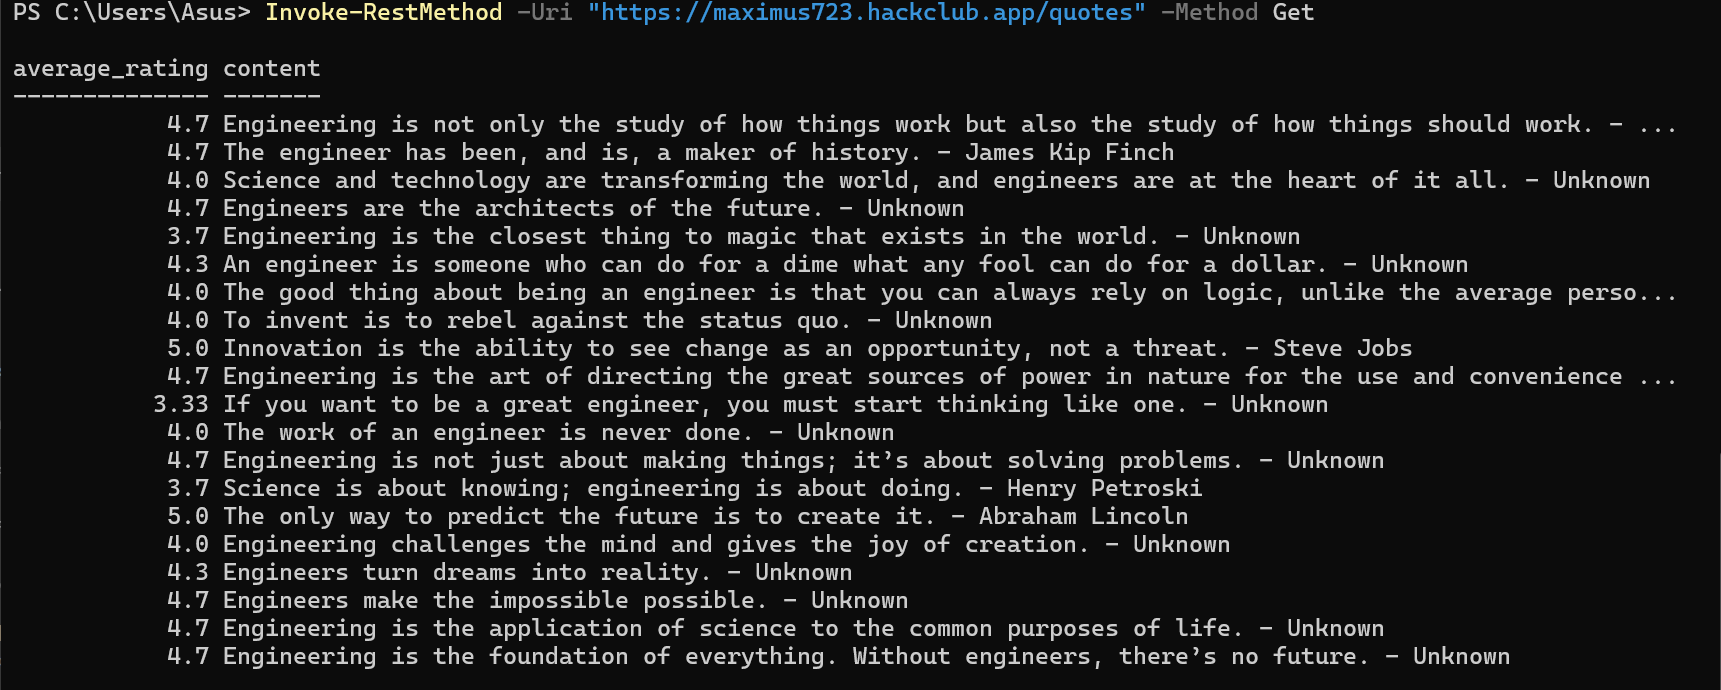 PS C:\Users\Asus> Invoke-RestMethod -Uri "https://maximus723.hackclub.app/quotes" -Method Get
average_rating content
-------------- -------
4.7 Engineering is not only the study of how things work but also the study of how things should work. – ...
4.7 The engineer has been, and is, a maker of history. – James Kip Finch
4.0 Science and technology are transforming the world, and engineers are at the heart of it all. – Unknown
4.7 Engineers are the architects of the future. – Unknown
3.7 Engineering is the closest thing to magic that exists in the world. – Unknown
4.3 An engineer is someone who can do for a dime what any fool can do for a dollar. – Unknown
4.0 The good thing about being an engineer is that you can always rely on logic, unlike the average perso...
4.0 To invent is to rebel against the status quo. – Unknown
5.0 Innovation is the ability to see change as an opportunity, not a threat. – Steve Jobs
4.7 Engineering is the art of directing the great sources of power in nature for the use and convenience ...
3.33 If you want to be a great engineer, you must start thinking like one. – Unknown
4.0 The work of an engineer is never done. – Unknown
4.7 Engineering is not just about making things; it’s about solving problems. – Unknown
3.7 Science is about knowing; engineering is about doing. – Henry Petroski
5.0 The only way to predict the future is to create it. – Abraham Lincoln
4.0 Engineering challenges the mind and gives the joy of creation. – Unknown
4.3 Engineers turn dreams into reality. – Unknown
4.7 Engineers make the impossible possible. – Unknown
4.7 Engineering is the application of science to the common purposes of life. – Unknown
4.7 Engineering is the foundation of everything. Without engineers, there’s no future. – Unknown